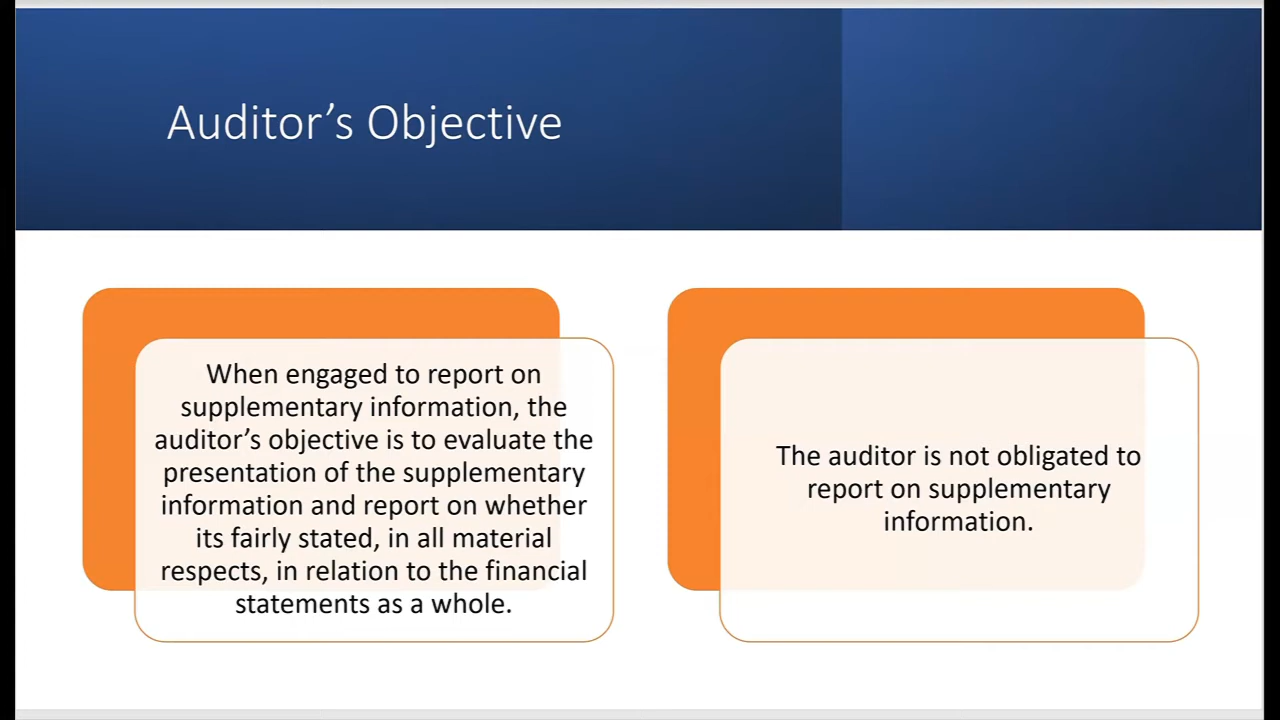 Auditor’s Objective
When engaged to report on
supplementary information, the
auditor’s objective is to evaluate the
presentation of the supplementary
information and report on whether
its fairly stated, in all material
respects, in relation to the financial
statements as a whole.
The auditor is not obligated to
report on supplementary
information.